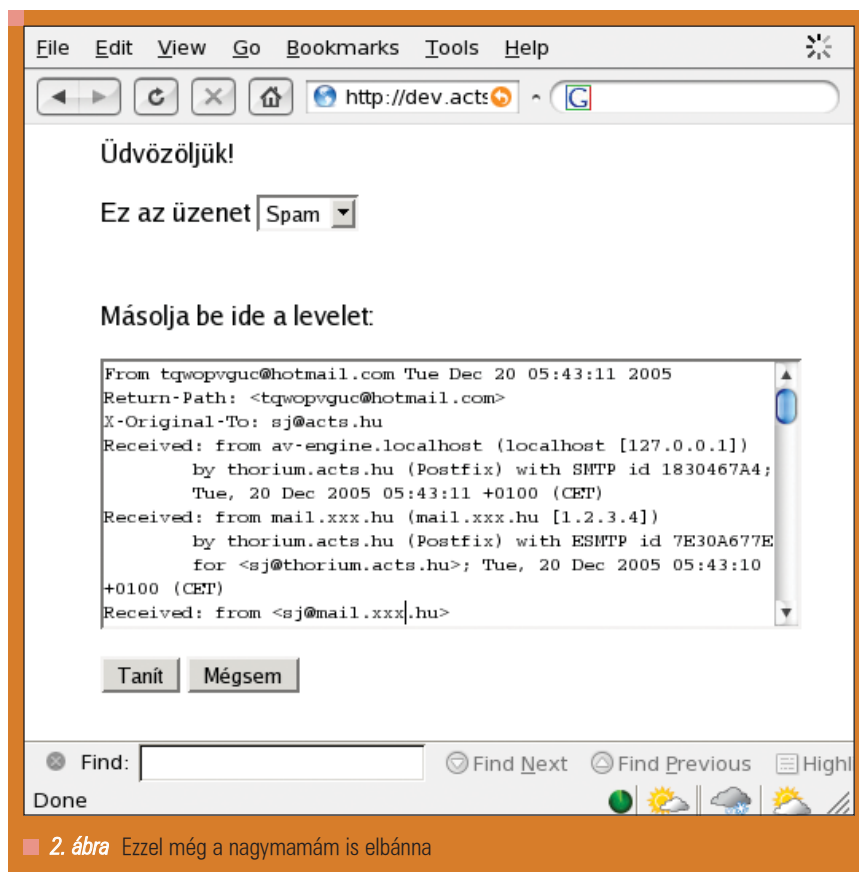 File Edit View Go Bookmarks Tools Help
http://dev.acts
G
Üdvözöljük!
Ez az üzenet Spam
Másolja be ide a levelet:
From tqwopvguc@hotmail.com Tue Dec 20 05:43:11 2005
Return-Path: <tqwopvguc@hotmail.com>
X-Original-To: sj@acts.hu
Received: from av-engine.localhost (localhost [127.0.0.1])
by thorium.acts.hu (Postfix) with SMTP id 1830467A4;
Tue, 20 Dec 2005 05:43:11 +0100 (CET)
Received: from mail.xxx.hu (mail.xxx.hu [1.2.3.4])
by thorium.acts.hu (Postfix) with ESMTP id 7E30A677E
for <sj@thorium.acts.hu>; Tue, 20 Dec 2005 05:43:10
+0100 (CET)
Received: from <sj@mail.xxx.hu>
Tanít Mégsem
Find: Find Next Find Previous Highl
Done
2. ábra Ezzel még a nagymamám is elbánna